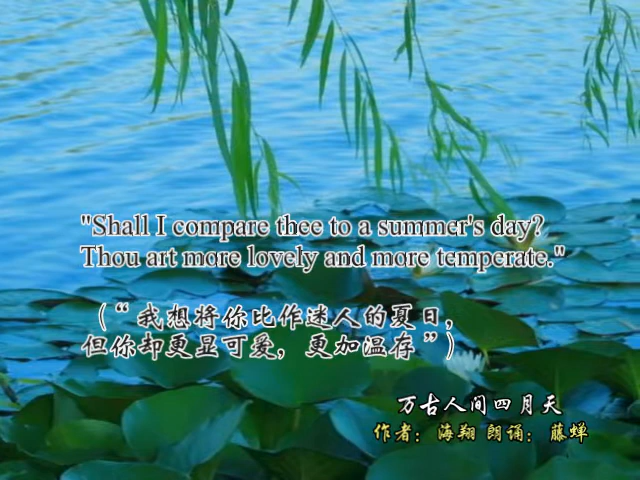 "Shall I compare thee to a summer's day?
Thou art more lovely and more temperate."
（“我想将你比作迷人的夏日，
但你却更显可爱，更加温存”）
万古人间四月天
作者：海翔 朗诵：藤蝉